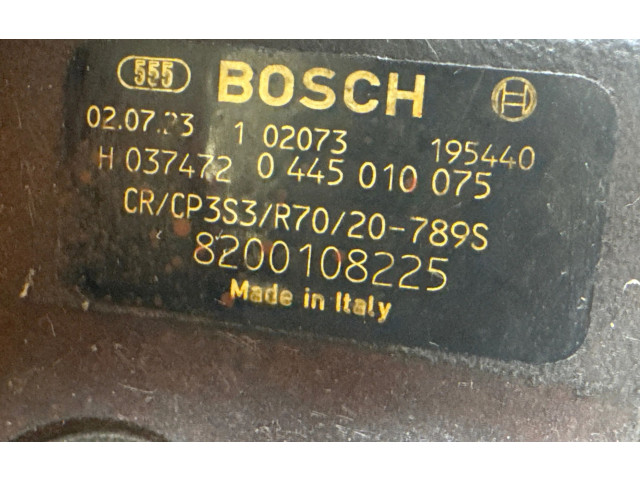 555 BOSCH
02.07.23 1 02073 195440
H 037472 0 445 010 075
CR/CP3S3/R70/20-789S
8200108225
Made in Italy